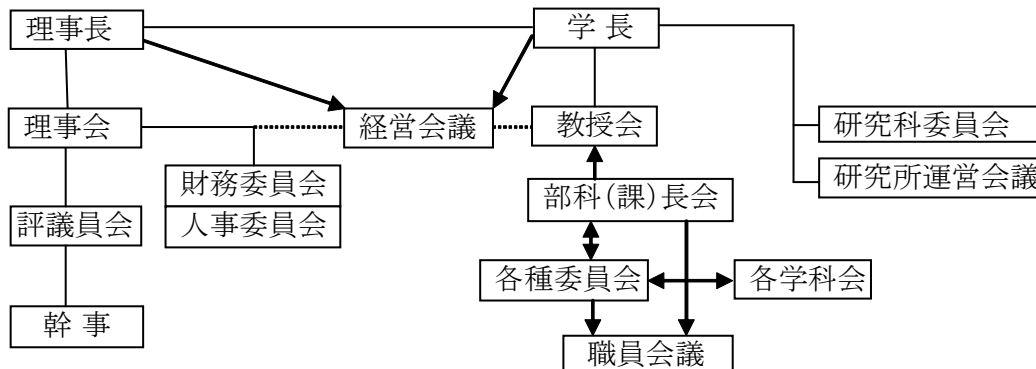 理事長
学 長
理事会
経営会議
教授会
研究科委員会
財務委員会
研究所運営会議
人事委員会
部科(課)長会
評議員会
各種委員会
各学科会
幹 事
職員会議